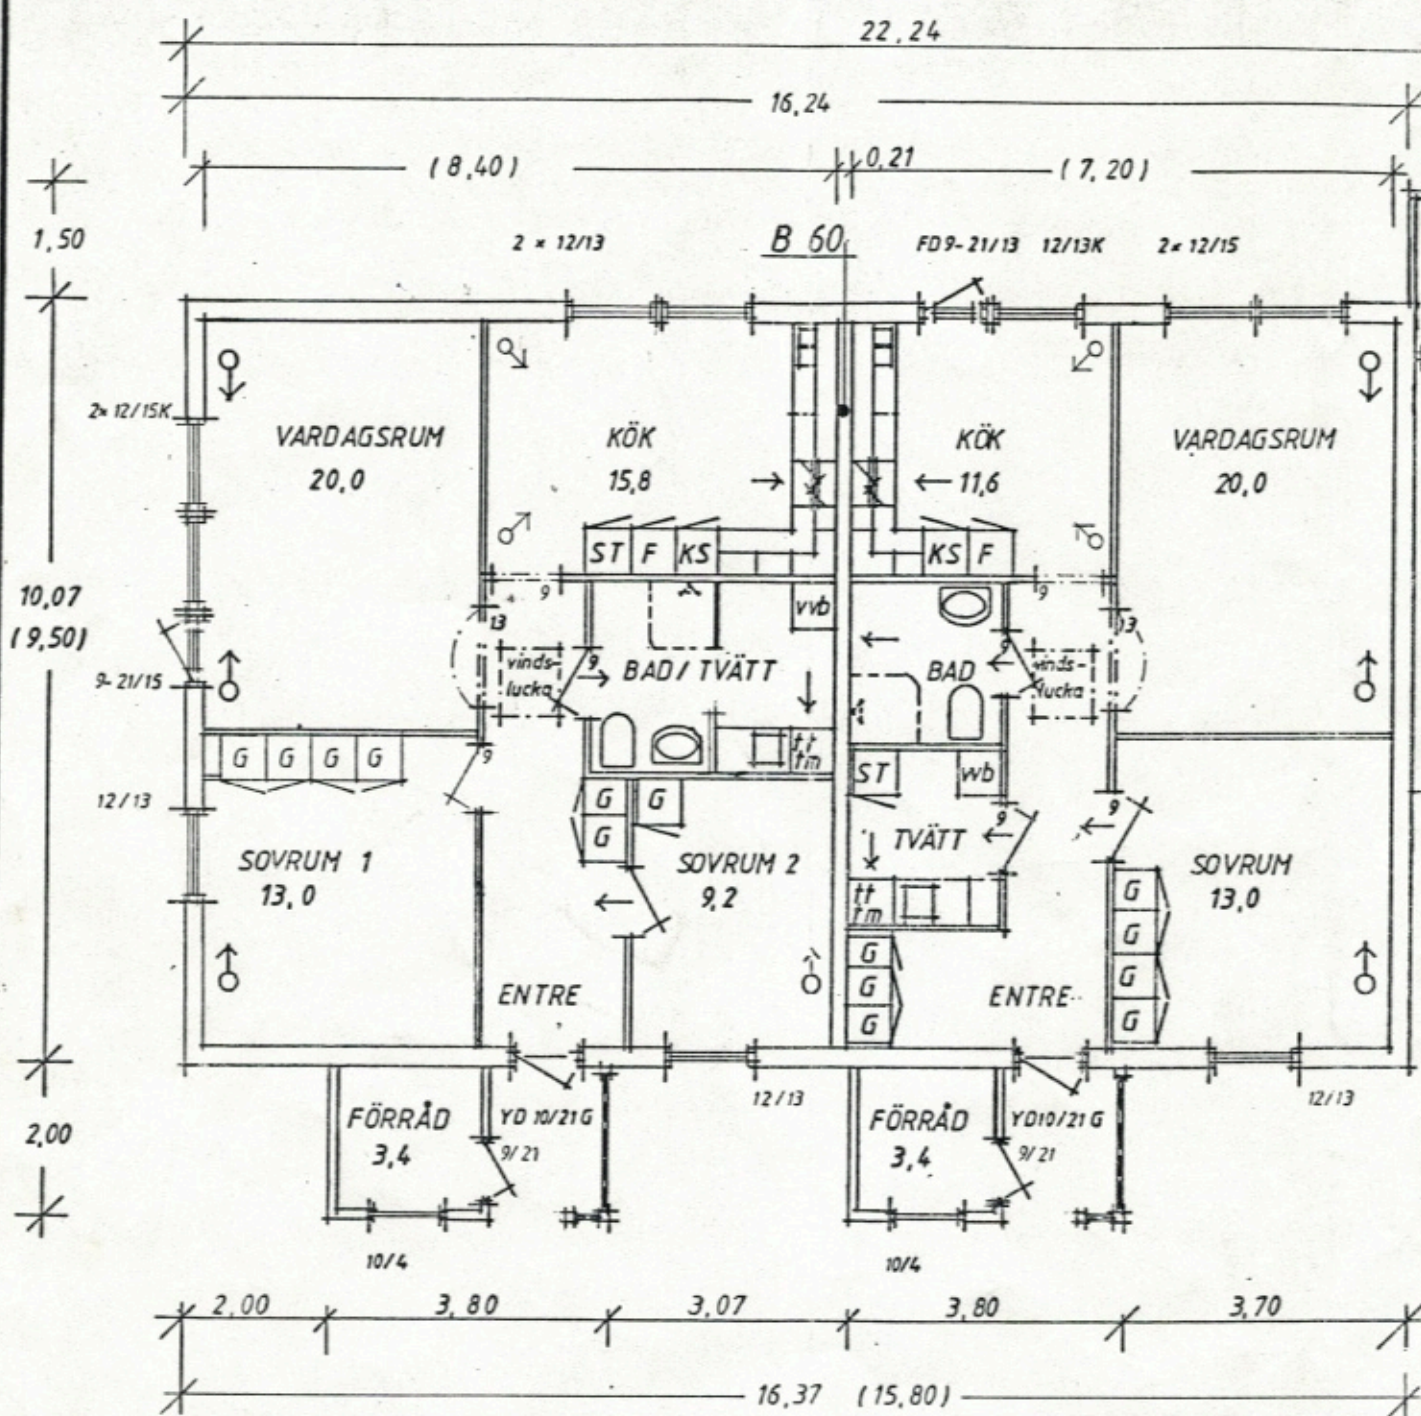 22,24
16,24
(8,40) 0,21 (7,20)
1,50 2 × 12/13 B 60 FD9-21/13 12/13K 2× 12/15
2× 12/15K
VARDAGSRUM KÖK KÖK VARDAGSRUM
20,0 15,8 11,6 20,0
ST F KS KS F
10,07
(9,50)
9 vvb 9
13 13
vinds- 9 BAD / TVÄTT BAD 9 vinds-
lucka lucka
9-21/15
G G G G 9 tt
tm ST vvb
12/13 G G 9 9
G TVÄTT
SOVRUM 1 SOVRUM 2 SOVRUM
13,0 9,2 13,0
tt
tm G
G G
G G
G G
ENTRE ENTRE
12/13 12/13
FÖRRÅD YD 10/21 G FÖRRÅD YD10/21 G
2,00 3,4 9/21 3,4 9/21
10/4 10/4
2,00 3,80 3,07 3,80 3,70
16,37 (15,80)